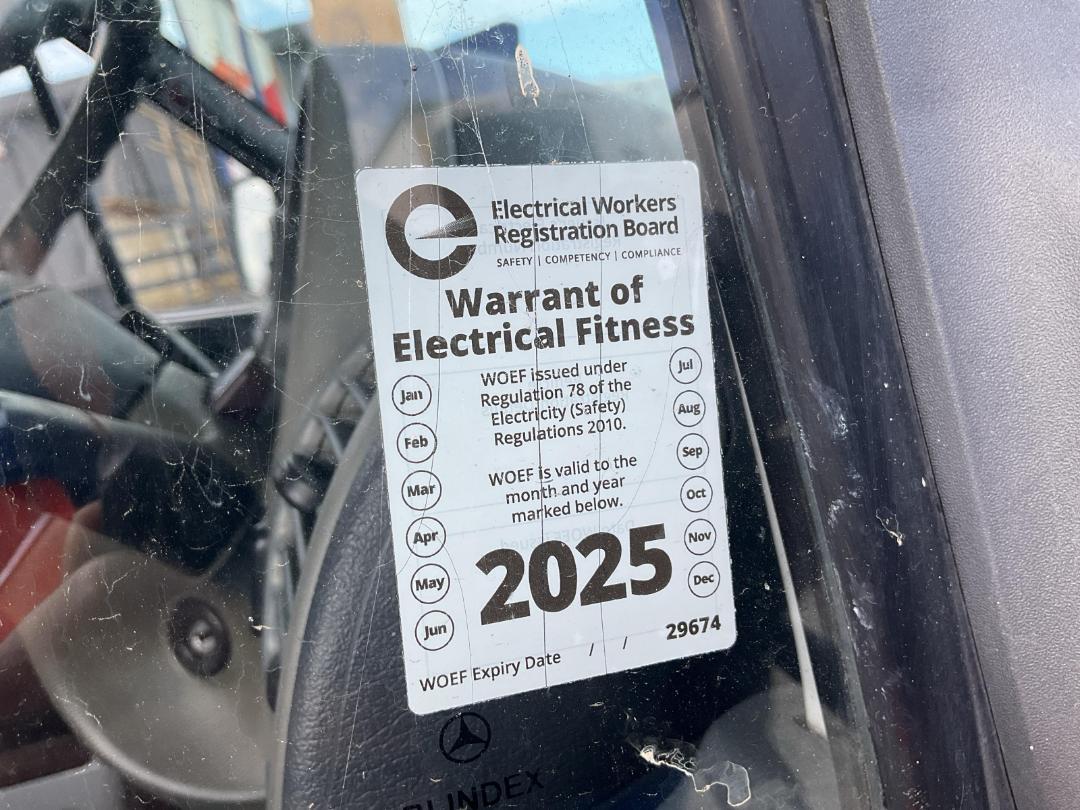 Electrical Workers
Registration Board
SAFETY | COMPETENCY | COMPLIANCE
Warrant of
Electrical Fitness
WOEF issued under
Regulation 78 of the
Electricity (Safety)
Regulations 2010.
WOEF is valid to the
month and year
marked below.
Jan
Feb
Mar
Apr
May
Jun
Jul
Aug
Sep
Oct
Nov
Dec
2025
29674
WOEF Expiry Date / /
INDEX